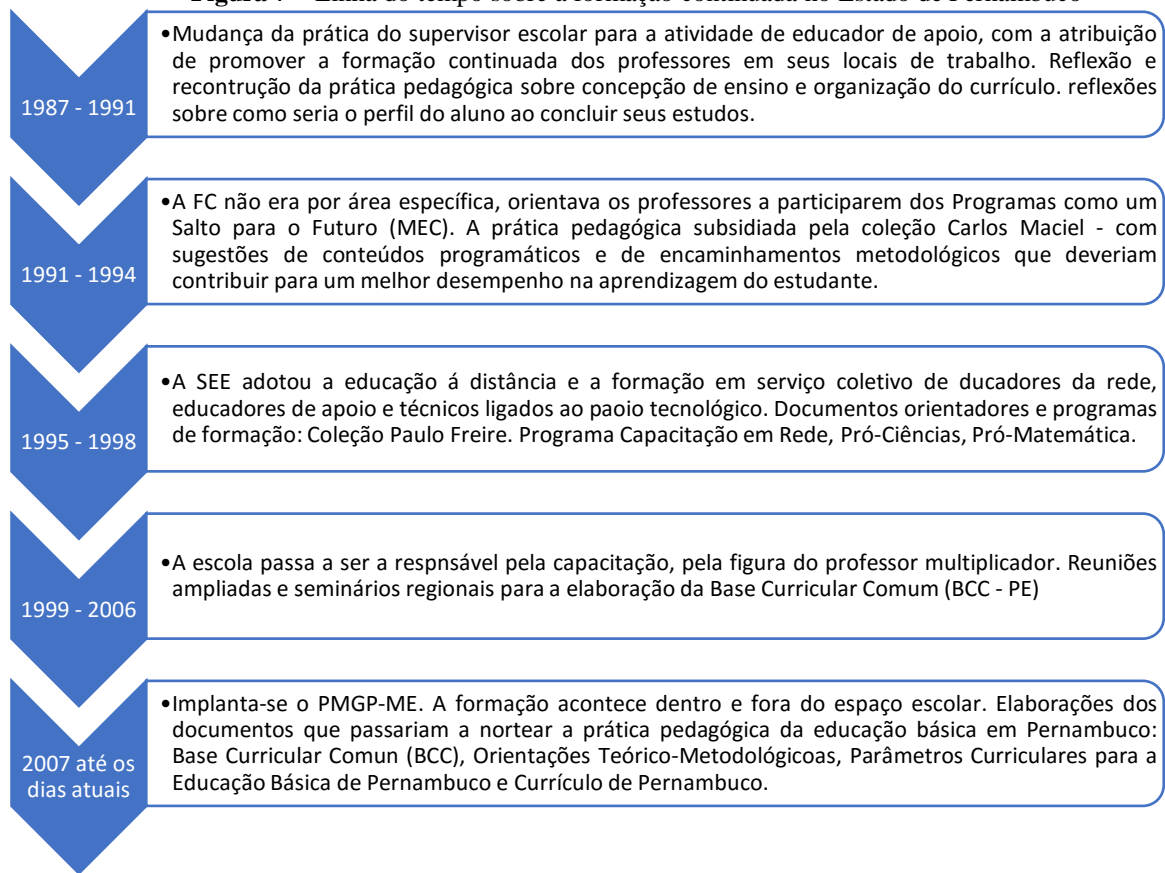 1987 - 1991
•Mudança da prática do supervisor escolar para a atividade de educador de apoio, com a atribuição
de promover a formação continuada dos professores em seus locais de trabalho. Reflexão e
recontrução da prática pedagógica sobre concepção de ensino e organização do currículo. reflexões
sobre como seria o perfil do aluno ao concluir seus estudos.
1991 - 1994
•A FC não era por área específica, orientava os professores a participarem dos Programas como um
Salto para o Futuro (MEC). A prática pedagógica subsidiada pela coleção Carlos Maciel - com
sugestões de conteúdos programáticos e de encaminhamentos metodológicos que deveriam
contribuir para um melhor desempenho na aprendizagem do estudante.
1995 - 1998
•A SEE adotou a educação á distância e a formação em serviço coletivo de ducadores da rede,
educadores de apoio e técnicos ligados ao paoio tecnológico. Documentos orientadores e programas
de formação: Coleção Paulo Freire. Programa Capacitação em Rede, Pró-Ciências, Pró-Matemática.
1999 - 2006
•A escola passa a ser a respnsável pela capacitação, pela figura do professor multiplicador. Reuniões
ampliadas e seminários regionais para a elaboração da Base Curricular Comum (BCC - PE)
2007 até os
dias atuais
•Implanta-se o PMGP-ME. A formação acontece dentro e fora do espaço escolar. Elaborações dos
documentos que passariam a nortear a prática pedagógica da educação básica em Pernambuco:
Base Curricular Comun (BCC), Orientações Teórico-Metodológicoas, Parâmetros Curriculares para a
Educação Básica de Pernambuco e Currículo de Pernambuco.